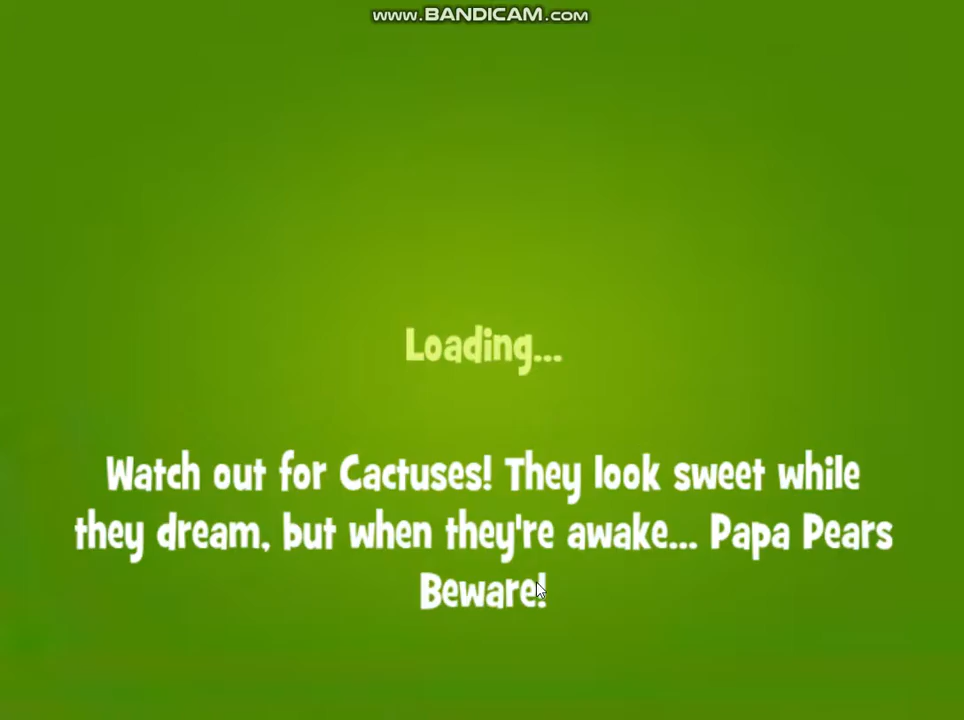 www.BANDICAM.com
Loading...
Watch out for Cactuses! They look sweet while
they dream, but when they're awake... Papa Pears
Beware!